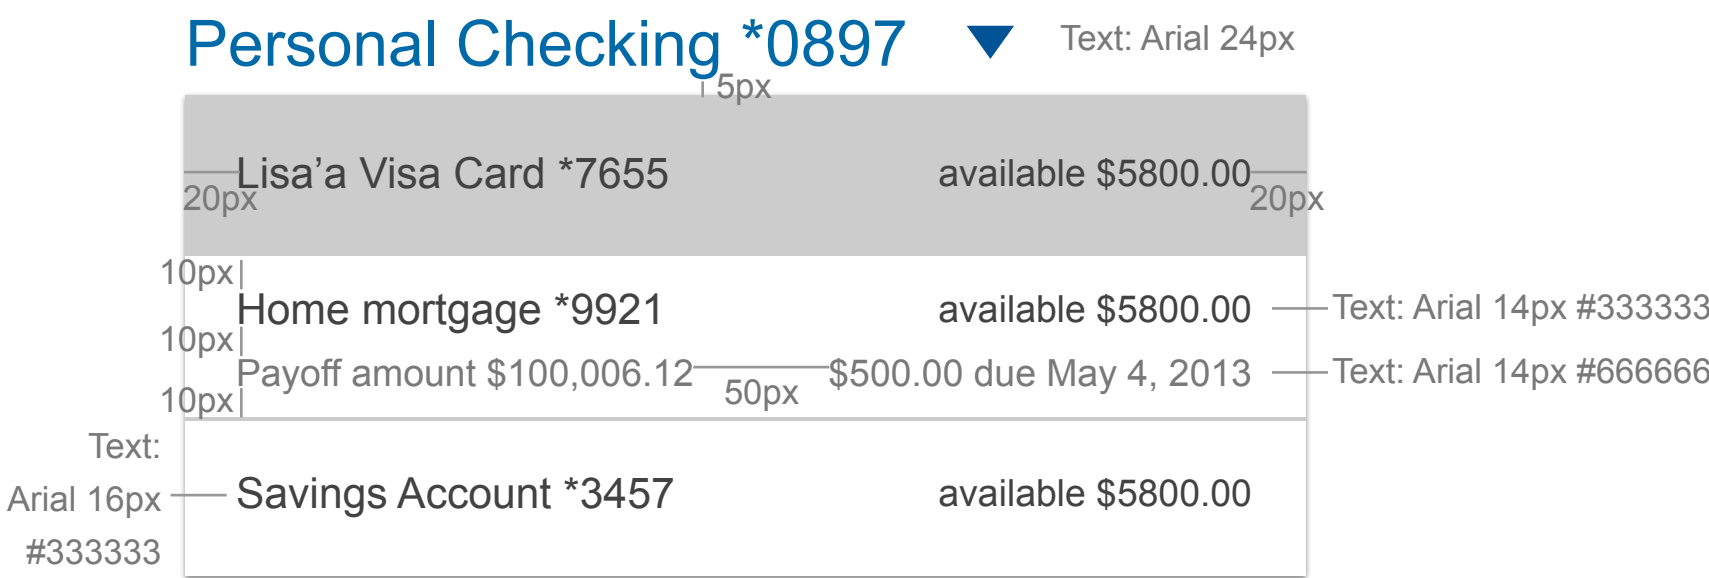 Personal Checking *0897
Text: Arial 24px
5px
Lisa’a Visa Card *7655 available $5800.00
20px 20px
10px
Home mortgage *9921 available $5800.00 Text: Arial 14px #333333
10px
Payoff amount $100,006.12 $500.00 due May 4, 2013 Text: Arial 14px #666666
50px
10px
Text:
Arial 16px
#333333
Savings Account *3457 available $5800.00